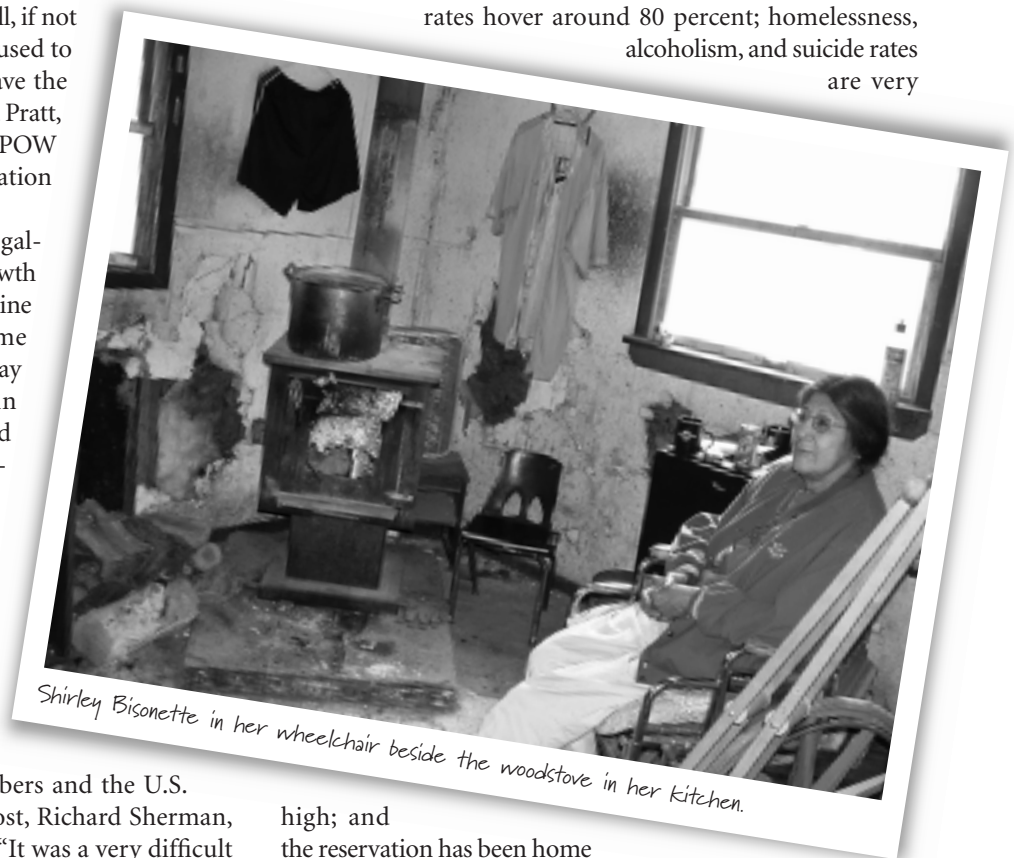 ll, if not
used to
ave the
Pratt,
POW
ation
gal-
wth
ine
me
ay
in
d
-
bers and the U.S.
ost, Richard Sherman,
“It was a very difficult
rates hover around 80 percent; homelessness,
alcoholism, and suicide rates
are very
Shirley Bisonette in her wheelchair beside the woodstove in her kitchen.
high; and
the reservation has been home